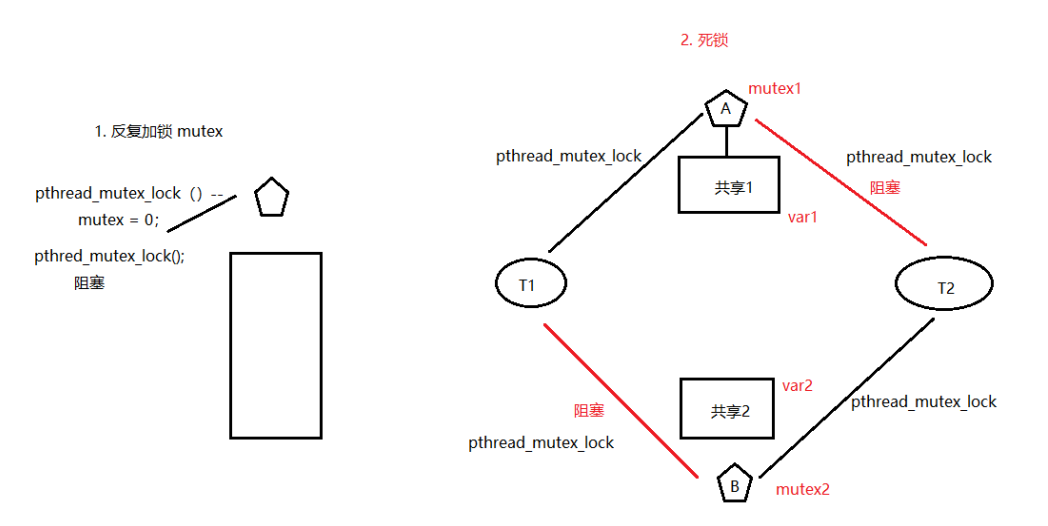 1. 反复加锁 mutex
pthread_mutex_lock () --
mutex = 0;
pthred_mutex_lock();
阻塞
2. 死锁
A
mutex1
pthread_mutex_lock
pthread_mutex_lock
共享1
阻塞
var1
T1
T2
var2
阻塞
共享2
pthread_mutex_lock
pthread_mutex_lock
B
mutex2